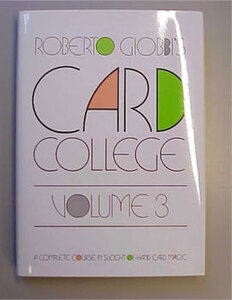 ROBERTO GIOBBI'S
CARD
COLLEGE
VOLUME 3
A COMPLETE COURSE IN SLEIGHT OF HAND CARD MAGIC